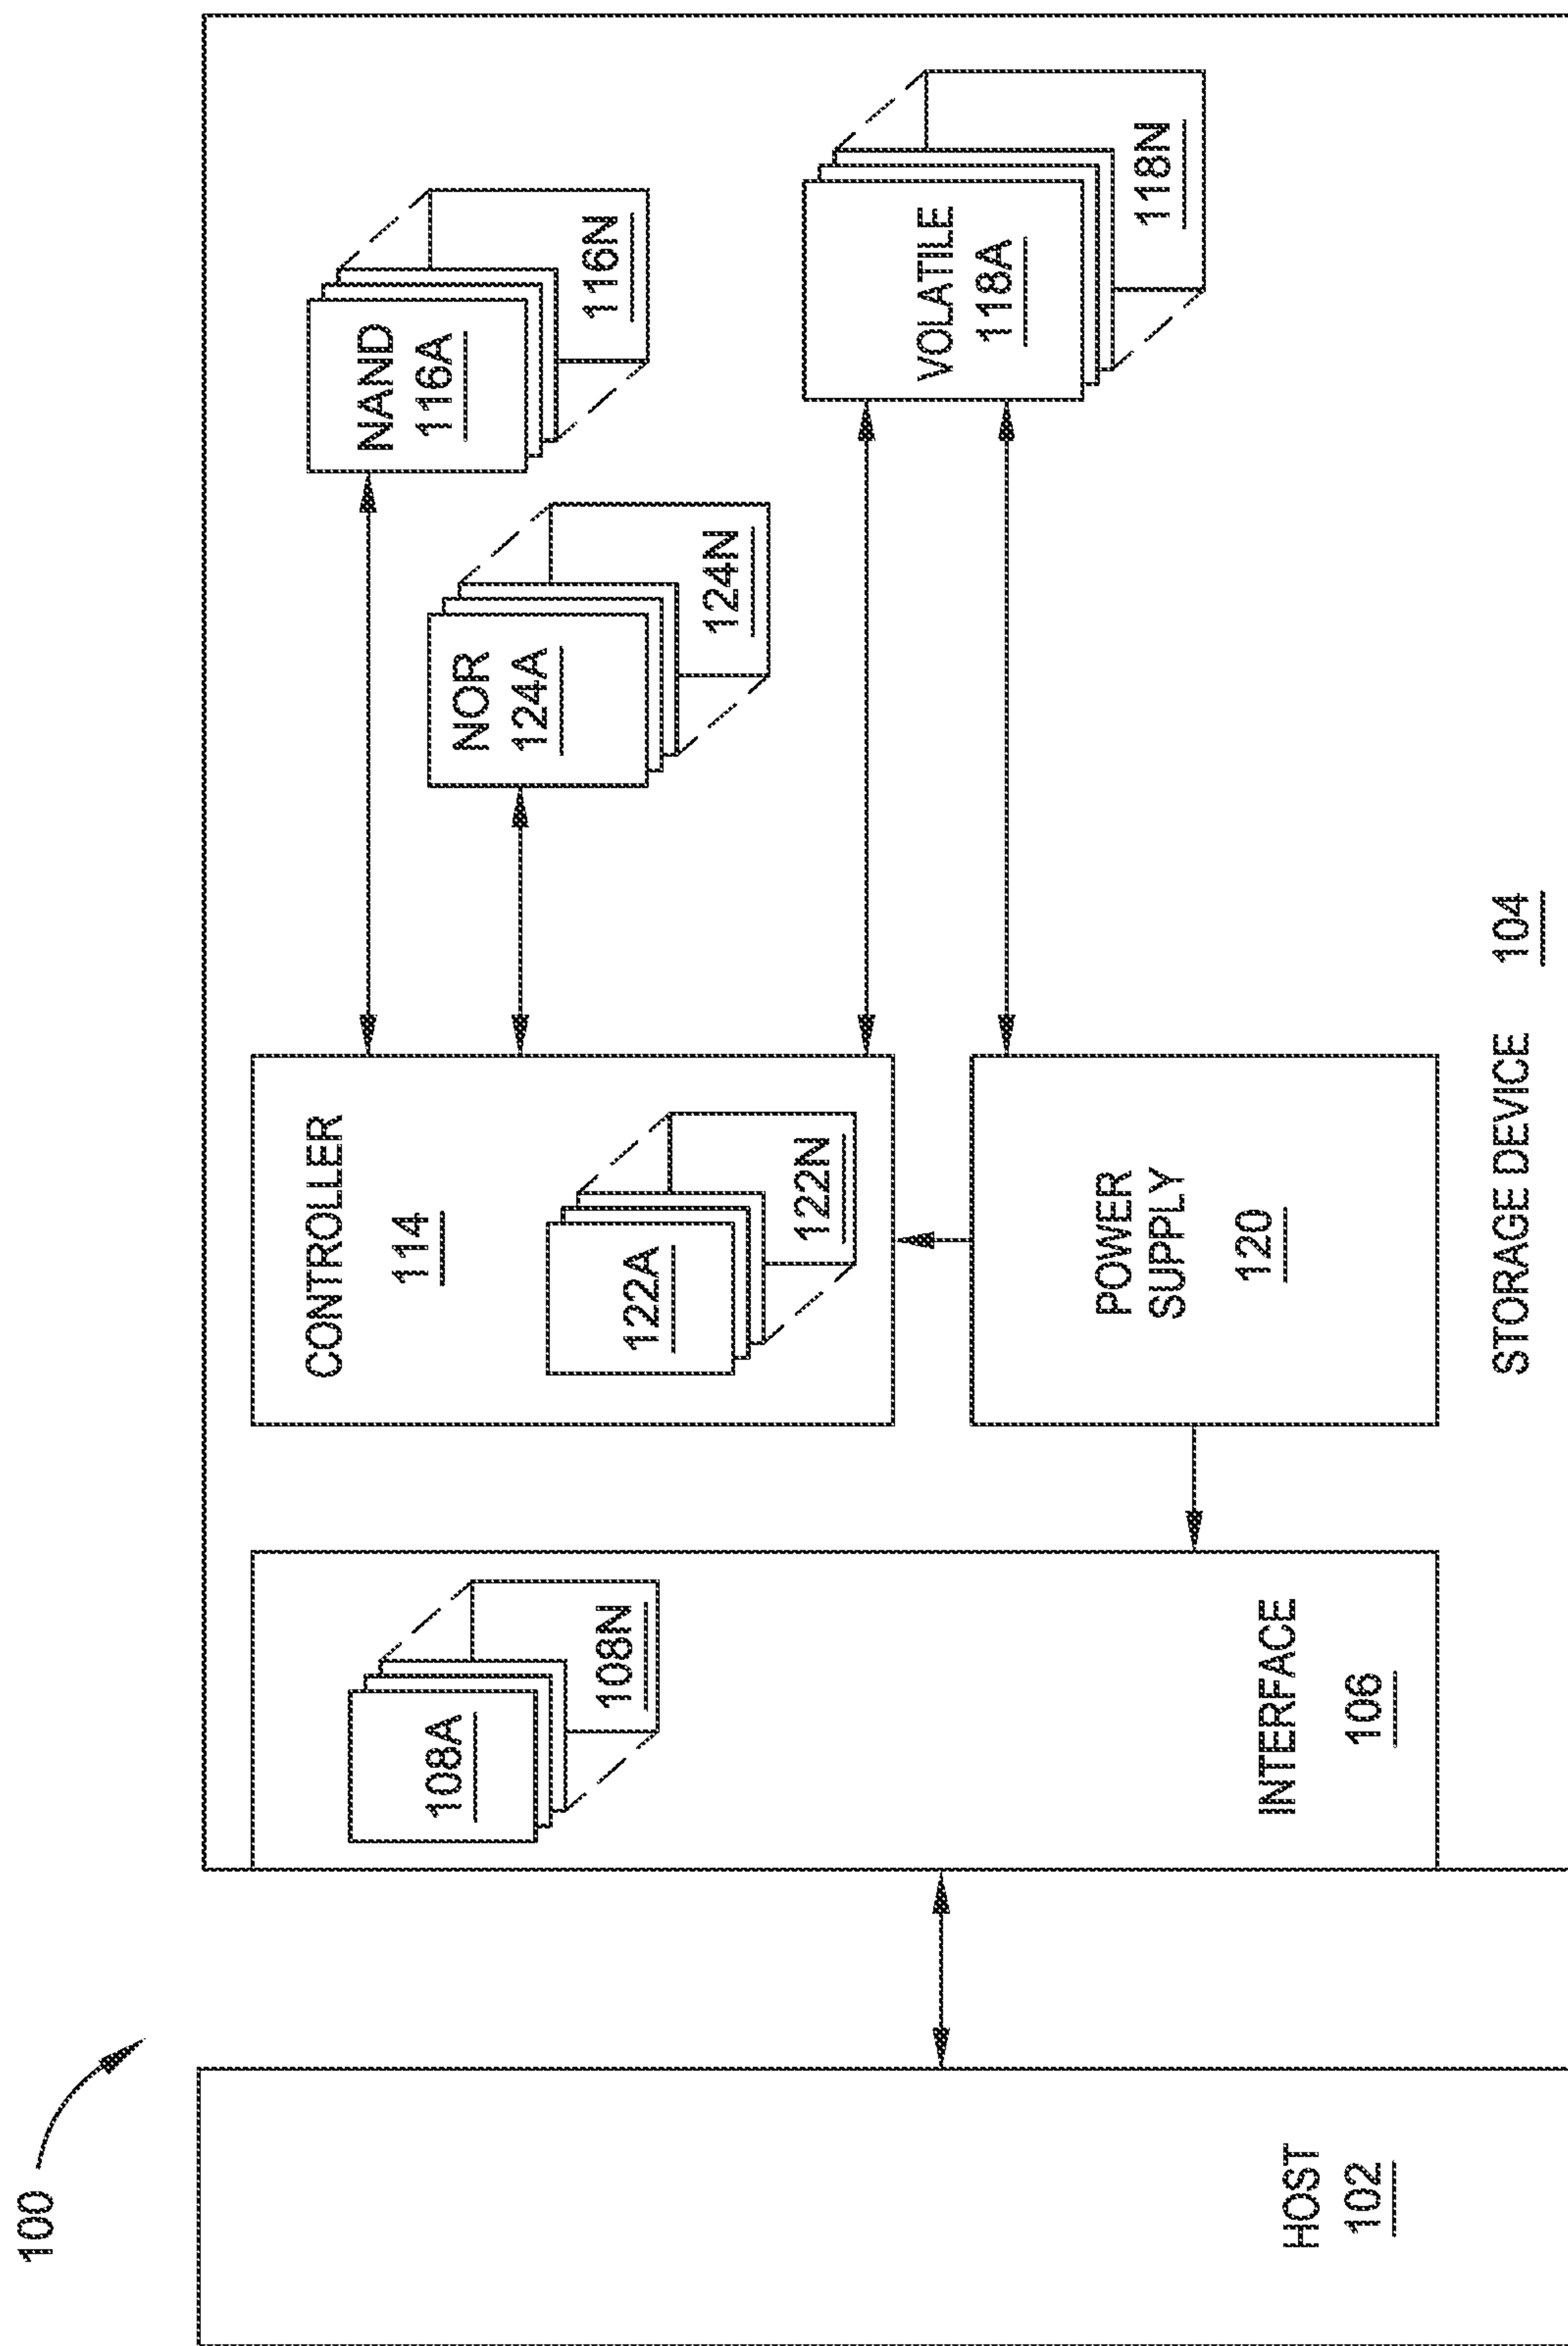 100
HOST
102
108A
108N
INTERFACE
106
CONTROLLER
114
122A
122N
POWER
SUPPLY
120
NAND
116A
116N
NOR
124A
124N
VOLATILE
118A
118N
STORAGE DEVICE 104